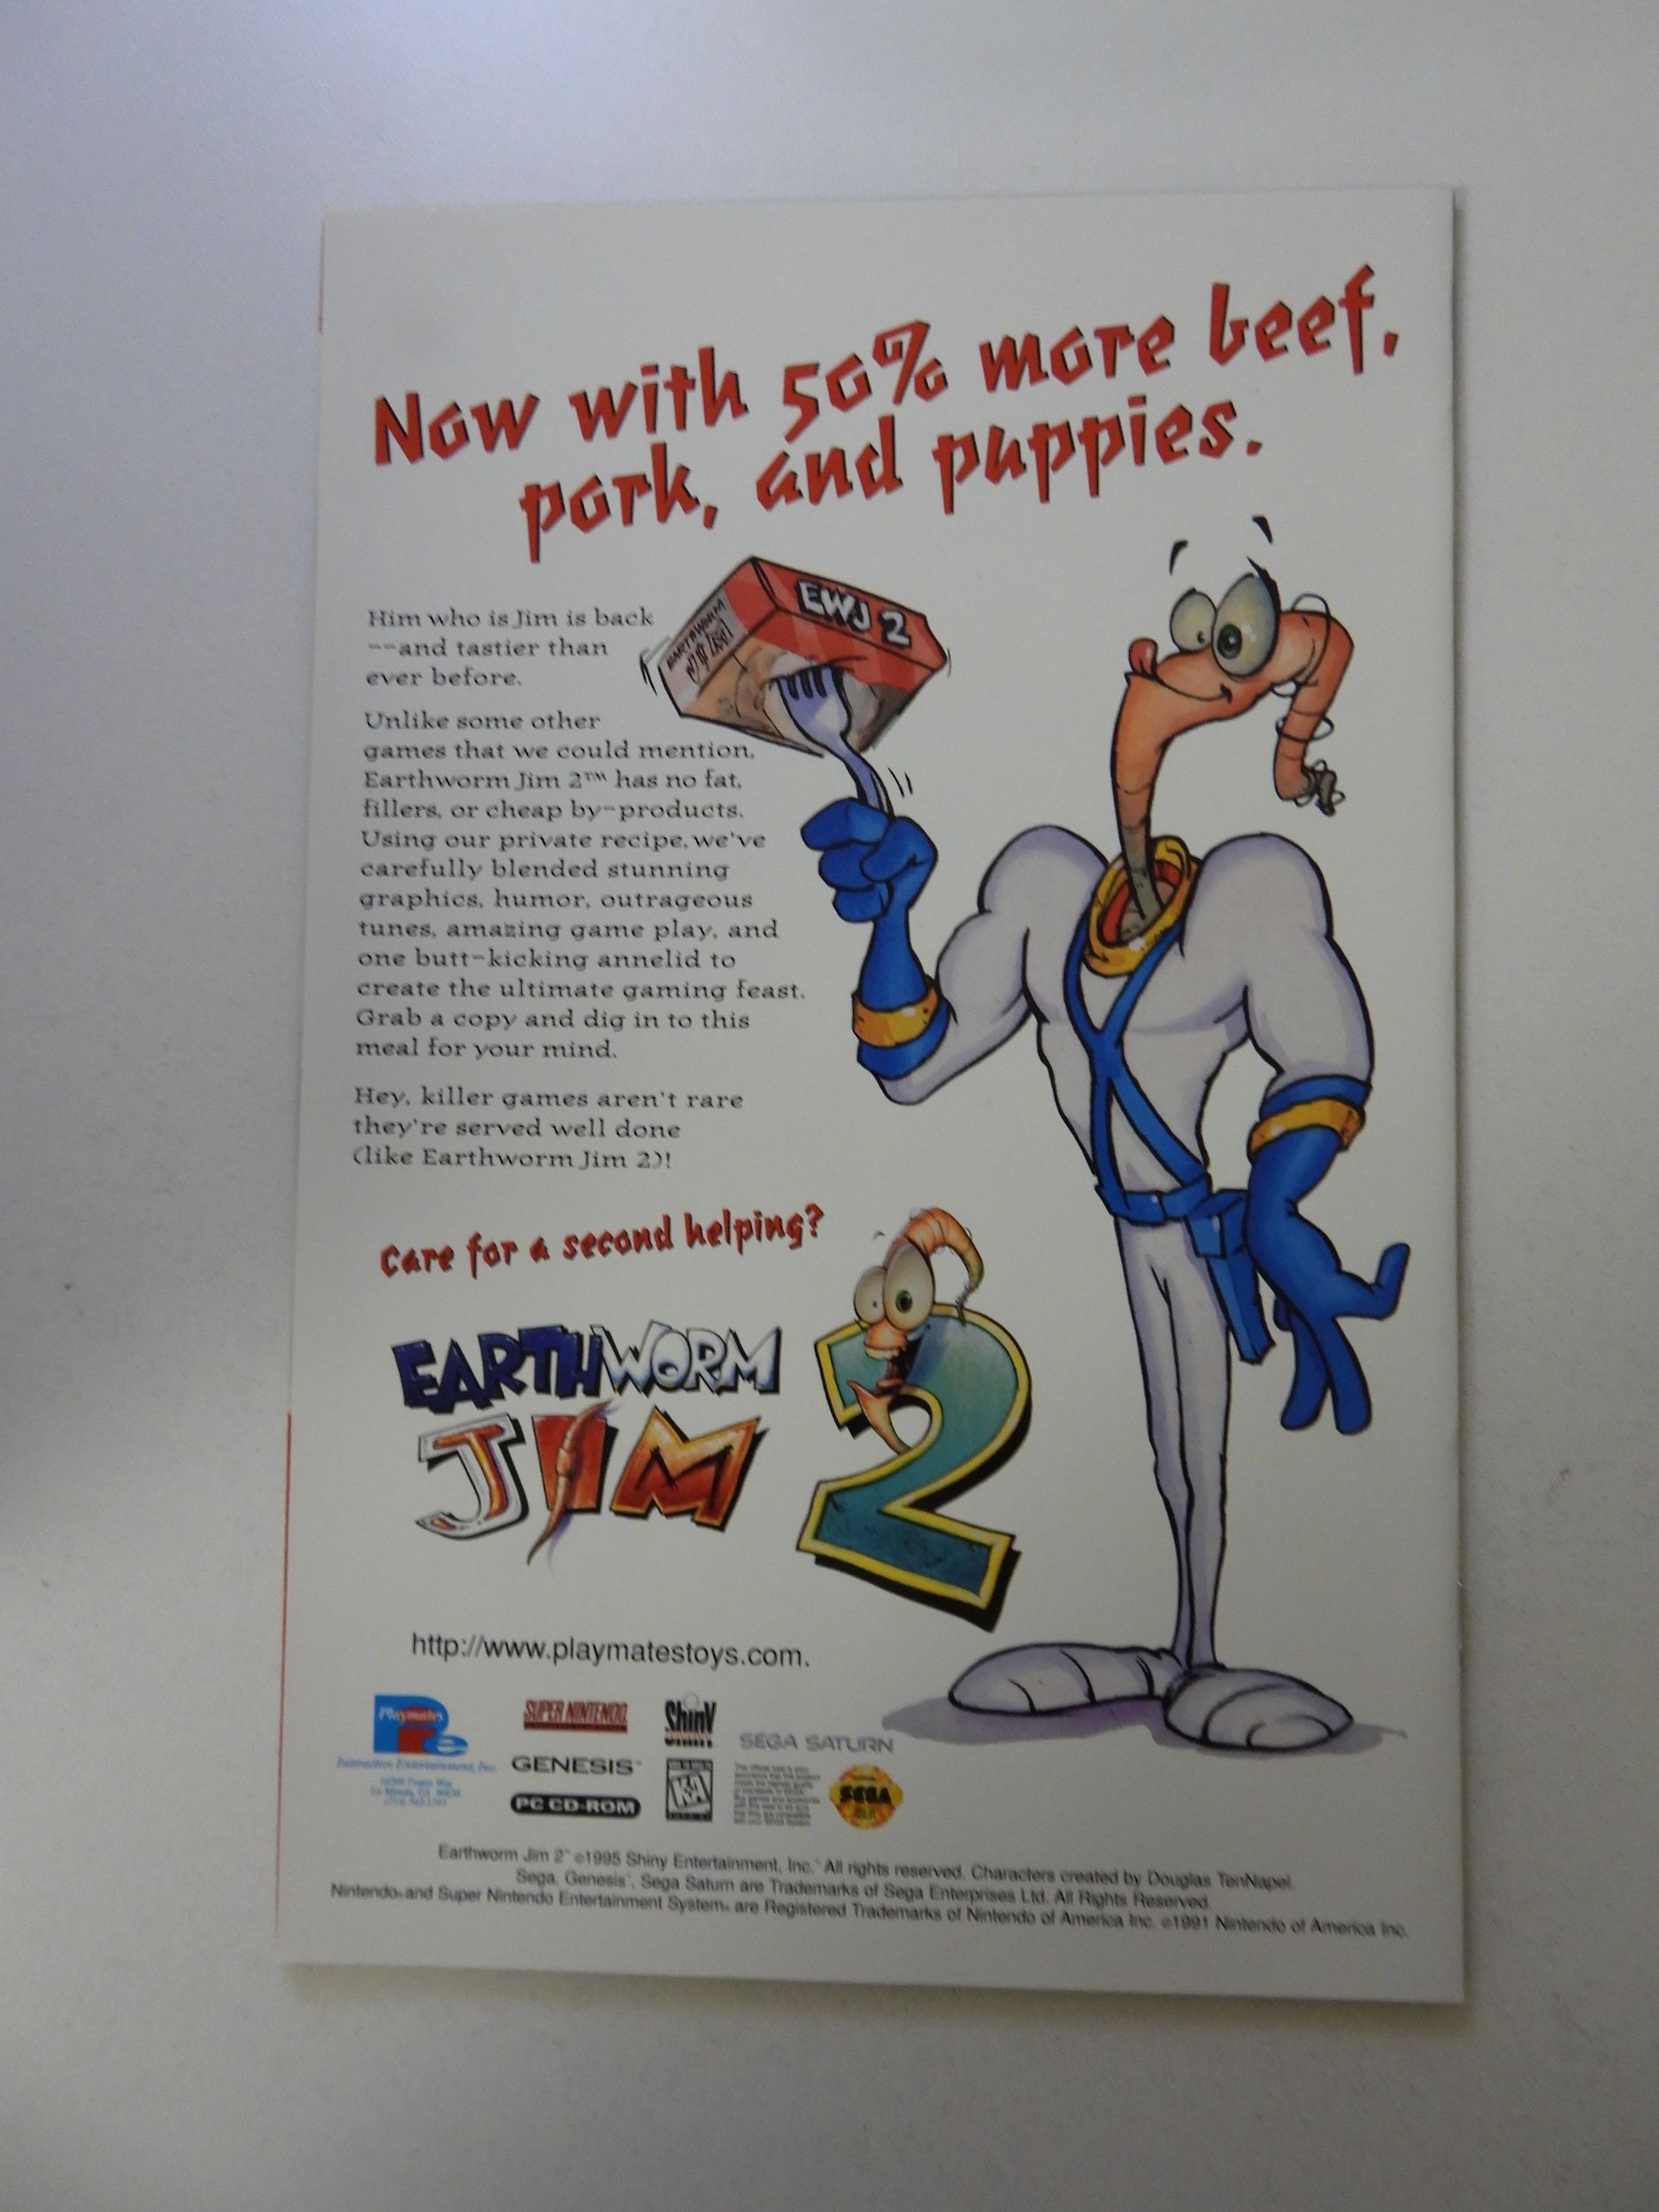 Now with 50% more beef,
pork, and puppies.
EWJ 2
EARTHWORM
Him who is Jim is back
--and tastier than
ever before.
Unlike some other
games that we could mention,
Earthworm Jim 2™ has no fat,
fillers, or cheap by-products.
Using our private recipe, we've
carefully blended stunning
graphics, humor, outrageous
tunes, amazing game play, and
one butt-kicking annelid to
create the ultimate gaming feast.
Grab a copy and dig in to this
meal for your mind.
Hey, killer games aren't rare
they're served well done
(like Earthworm Jim 2)!
Care for a second helping?
EARTHWORM
JIM 2
http://www.playmatestoys.com.
Playmates
Interactive Entertainment, Inc.
SUPER NINTENDO
GENESIS™
PC CD-ROM
Shiny
K-A
SEGA SATURN
SEGA
Earthworm Jim 2™ ©1995 Shiny Entertainment, Inc.™ All rights reserved. Characters created by Douglas TenNapel.
Sega, Genesis™, Sega Saturn are Trademarks of Sega Enterprises Ltd. All Rights Reserved.
Nintendo® and Super Nintendo Entertainment System® are Registered Trademarks of Nintendo of America Inc. ©1991 Nintendo of America Inc.